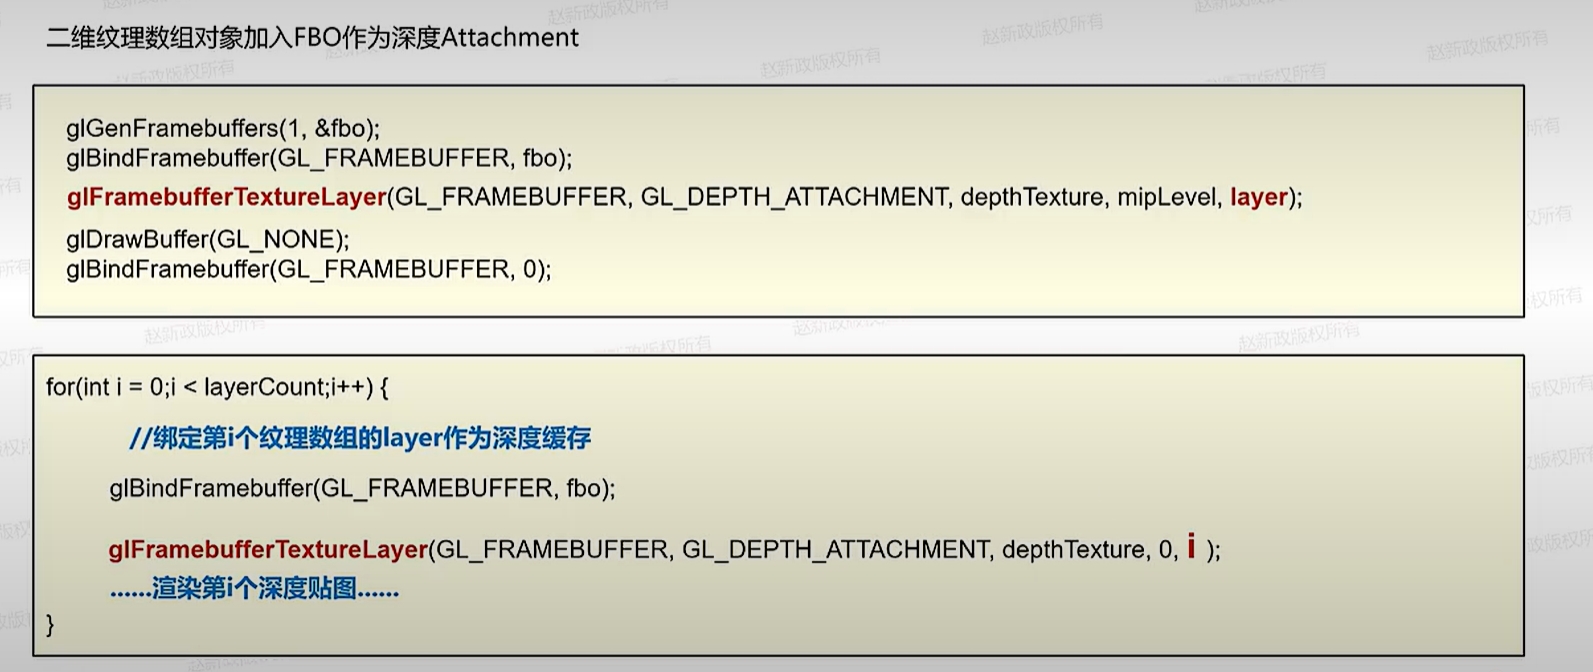 二维纹理数组对象加入FBO作为深度Attachment
glGenFramebuffers(1, &fbo);
glBindFramebuffer(GL_FRAMEBUFFER, fbo);
glFramebufferTextureLayer(GL_FRAMEBUFFER, GL_DEPTH_ATTACHMENT, depthTexture, mipLevel, layer);
glDrawBuffer(GL_NONE);
glBindFramebuffer(GL_FRAMEBUFFER, 0);
for(int i = 0;i < layerCount;i++) {
//绑定第i个纹理数组的layer作为深度缓存
glBindFramebuffer(GL_FRAMEBUFFER, fbo);
glFramebufferTextureLayer(GL_FRAMEBUFFER, GL_DEPTH_ATTACHMENT, depthTexture, 0, i );
......渲染第i个深度贴图......
}
赵新政版权所有